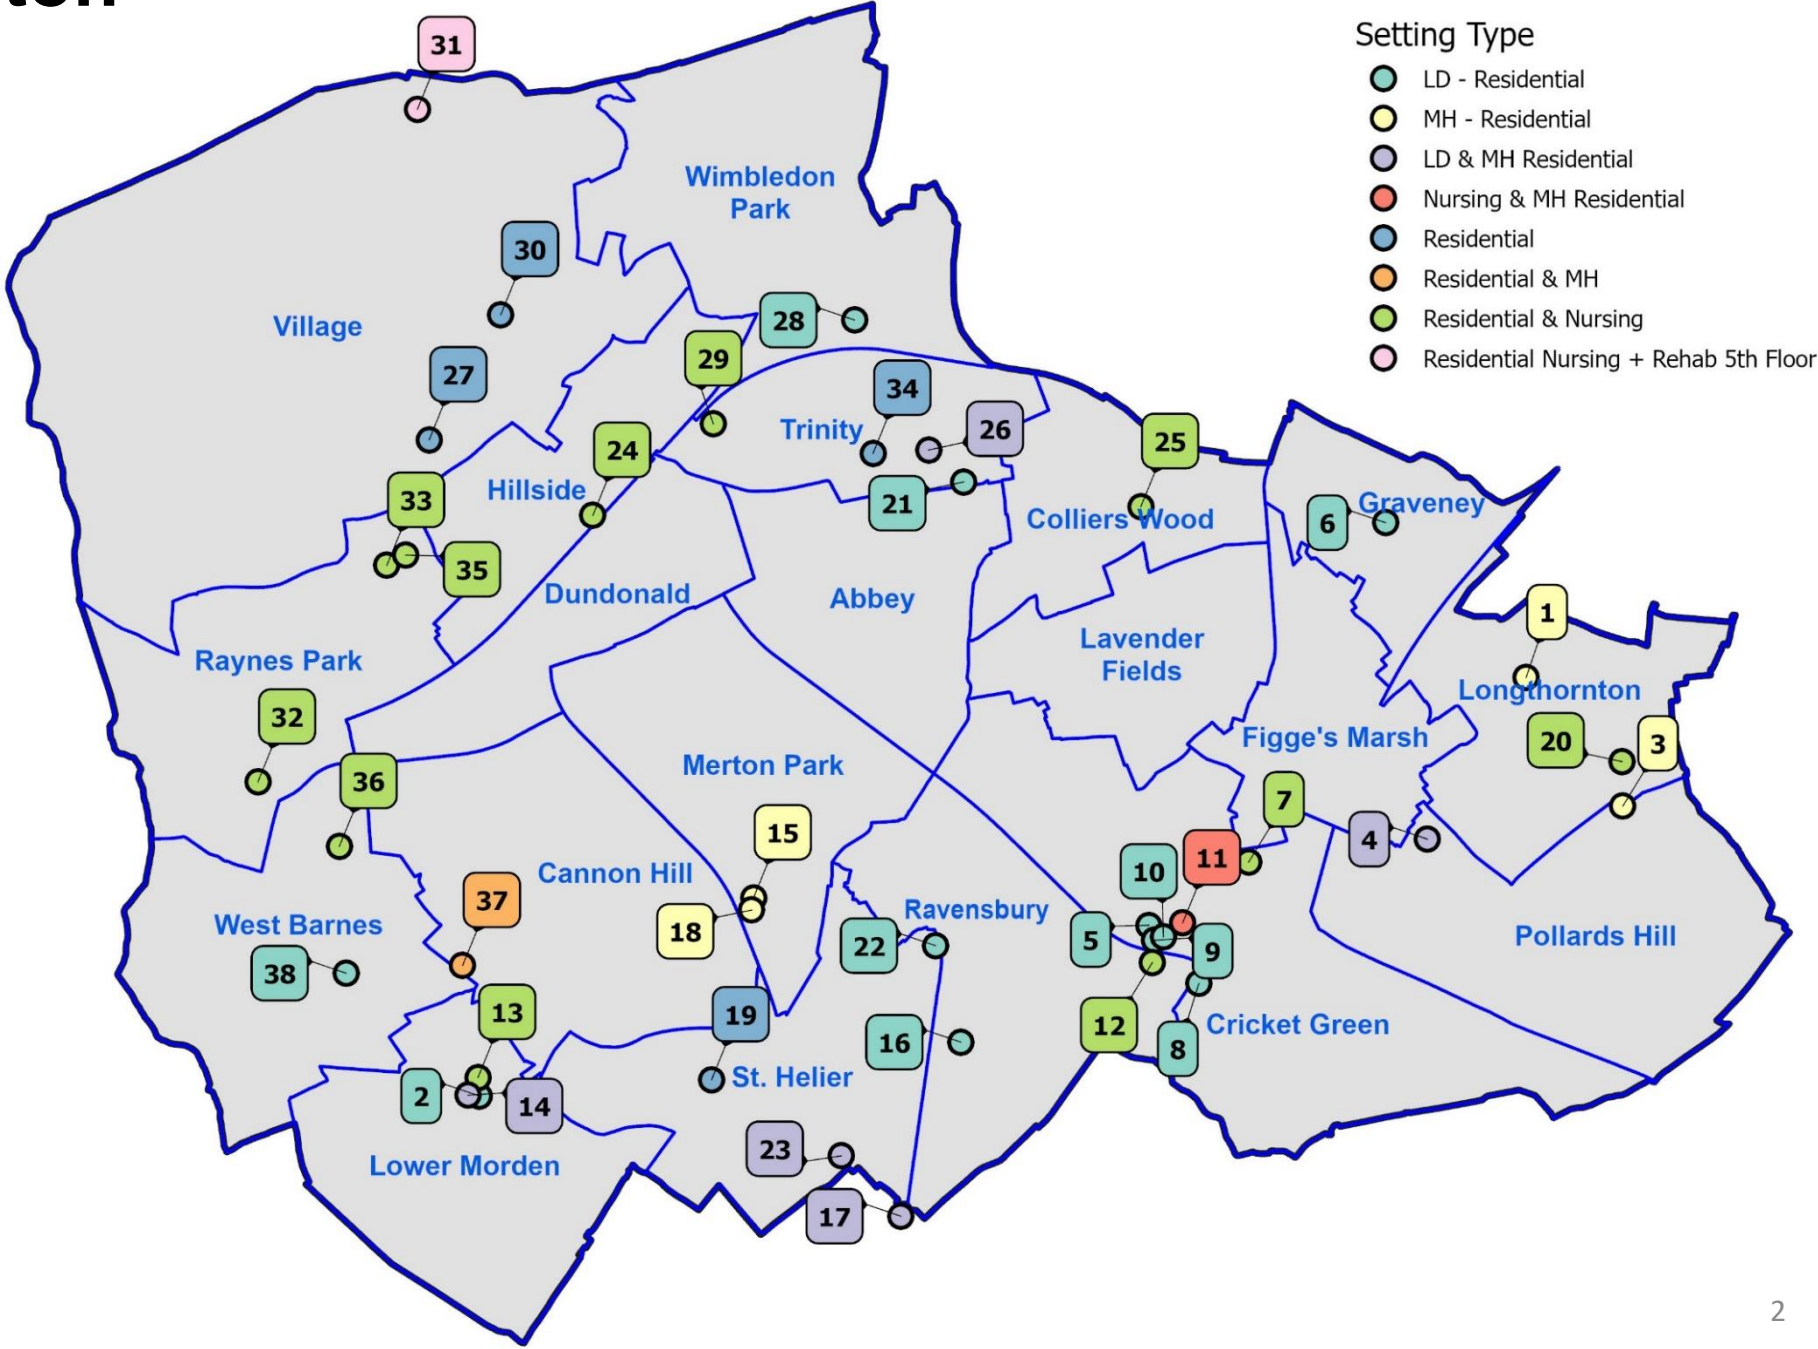 31
Setting Type
LD - Residential
MH - Residential
LD & MH Residential
Nursing & MH Residential
Residential
Residential & MH
Residential & Nursing
Residential Nursing + Rehab 5th Floor
Wimbledon
Park
30
Village
28
29
27
34
Trinity
26
24
25
33
Hillside
21
Colliers Wood
6
Graveney
35
Dundonald
Abbey
1
Lavender
Fields
Raynes Park
Longthornton
32
Figge's Marsh
20
3
Merton Park
36
7
15
4
11
10
Cannon Hill
37
West Barnes
18
Ravensbury
22
5
9
Pollards Hill
38
13
19
12
Cricket Green
16
8
St. Helier
2
14
23
Lower Morden
17
2